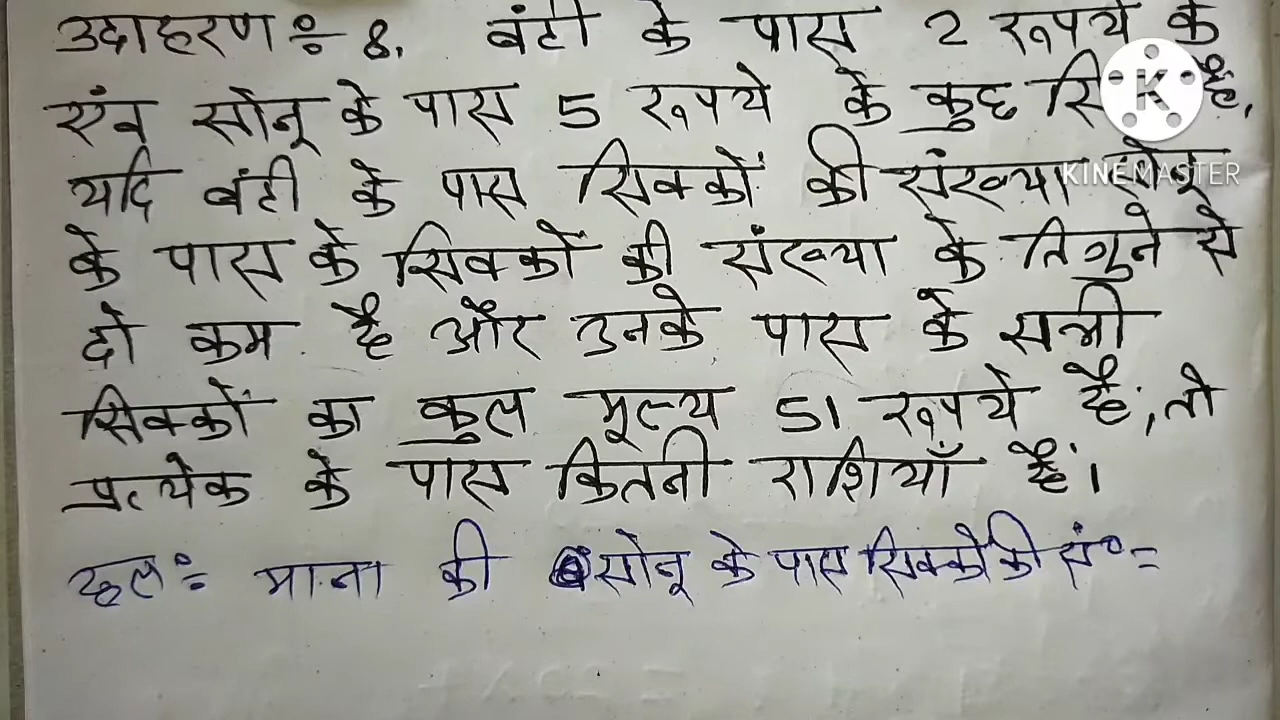 उदाहरण ÷ 8. बंटी के पास 2 रूपये के
एंव सोनू के पास 5 रूपये के कुछ हैं,
यदि बंटी के पास सिक्कों की संख्या
के पास के सिक्कों की संख्या के तिगुने से
दो कम है और उनके पास के सभी
सिक्कों का कुल मूल्य 51 रूपये है, तो
प्रत्येक के पास कितनी राशियाँ हैं।
हल÷ माना की सोनू के पास सिक्को की सं० =
K
KINEMASTER